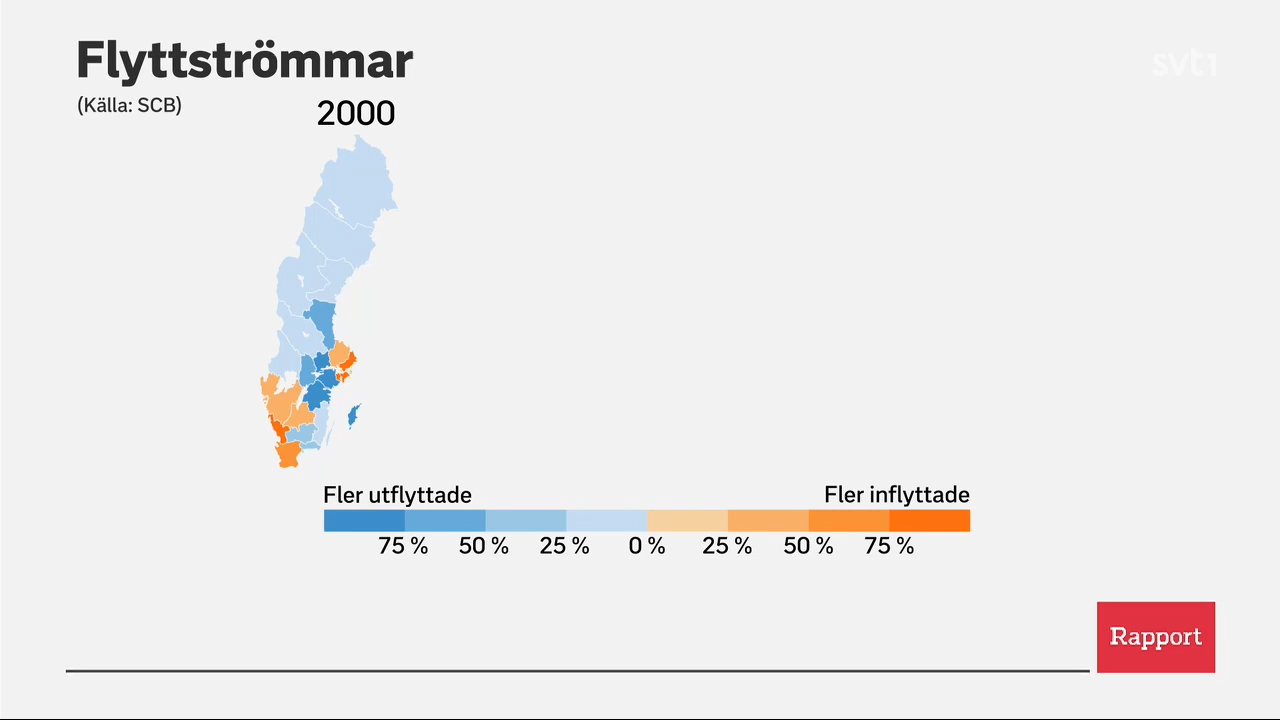 Flyttströmmar
svt1
(Källa: SCB)
2000
Fler utflyttade
Fler inflyttade
75 % 50 % 25 % 0 % 25 % 50 % 75 %
Rapport